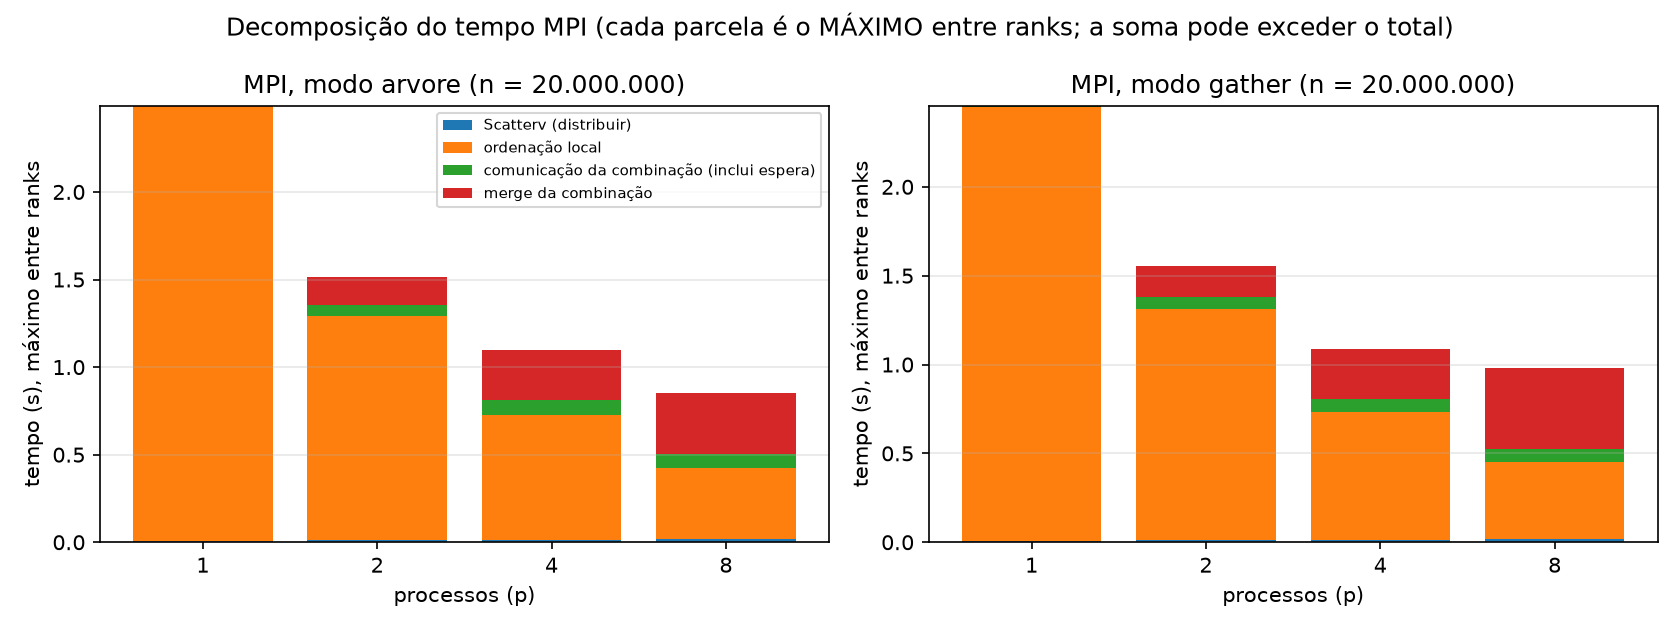 Decomposição do tempo MPI (cada parcela é o MÁXIMO entre ranks; a soma pode exceder o total)
MPI, modo arvore (n = 20.000.000)
tempo (s), máximo entre ranks
2.0
1.5
1.0
0.5
0.0
Scatterv (distribuir)
ordenação local
comunicação da combinação (inclui espera)
merge da combinação
1
2
4
8
processos (p)
MPI, modo gather (n = 20.000.000)
tempo (s), máximo entre ranks
2.0
1.5
1.0
0.5
0.0
1
2
4
8
processos (p)